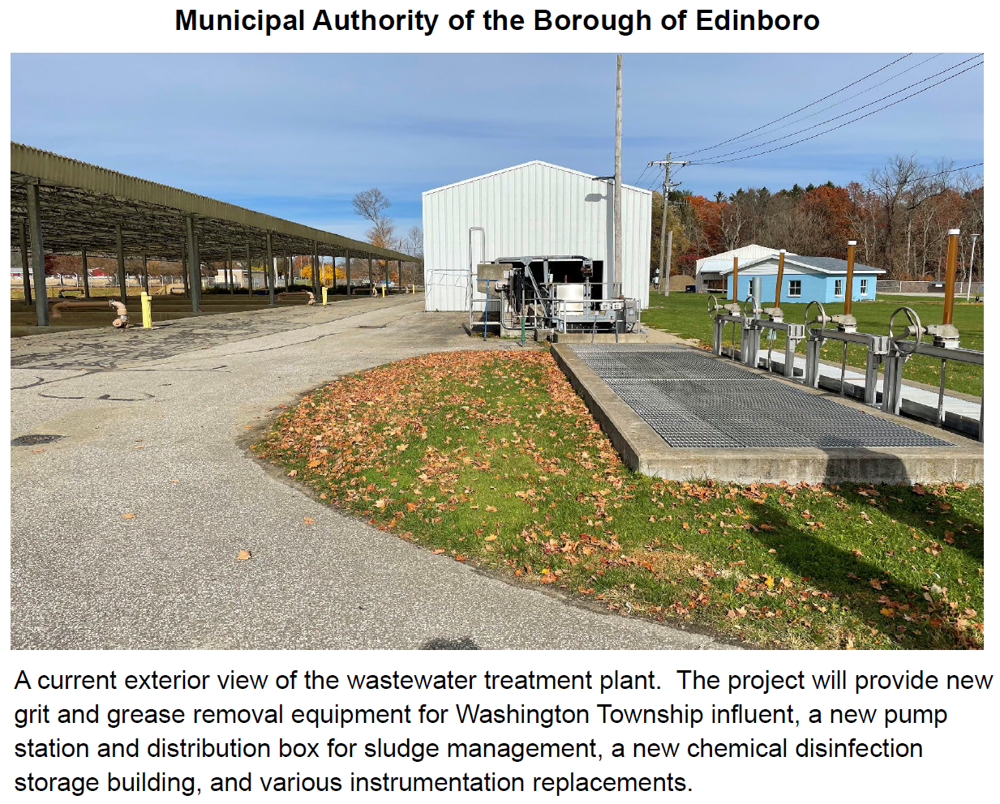 Municipal Authority of the Borough of Edinboro
A current exterior view of the wastewater treatment plant.  The project will provide new
grit and grease removal equipment for Washington Township influent, a new pump
station and distribution box for sludge management, a new chemical disinfection
storage building, and various instrumentation replacements.